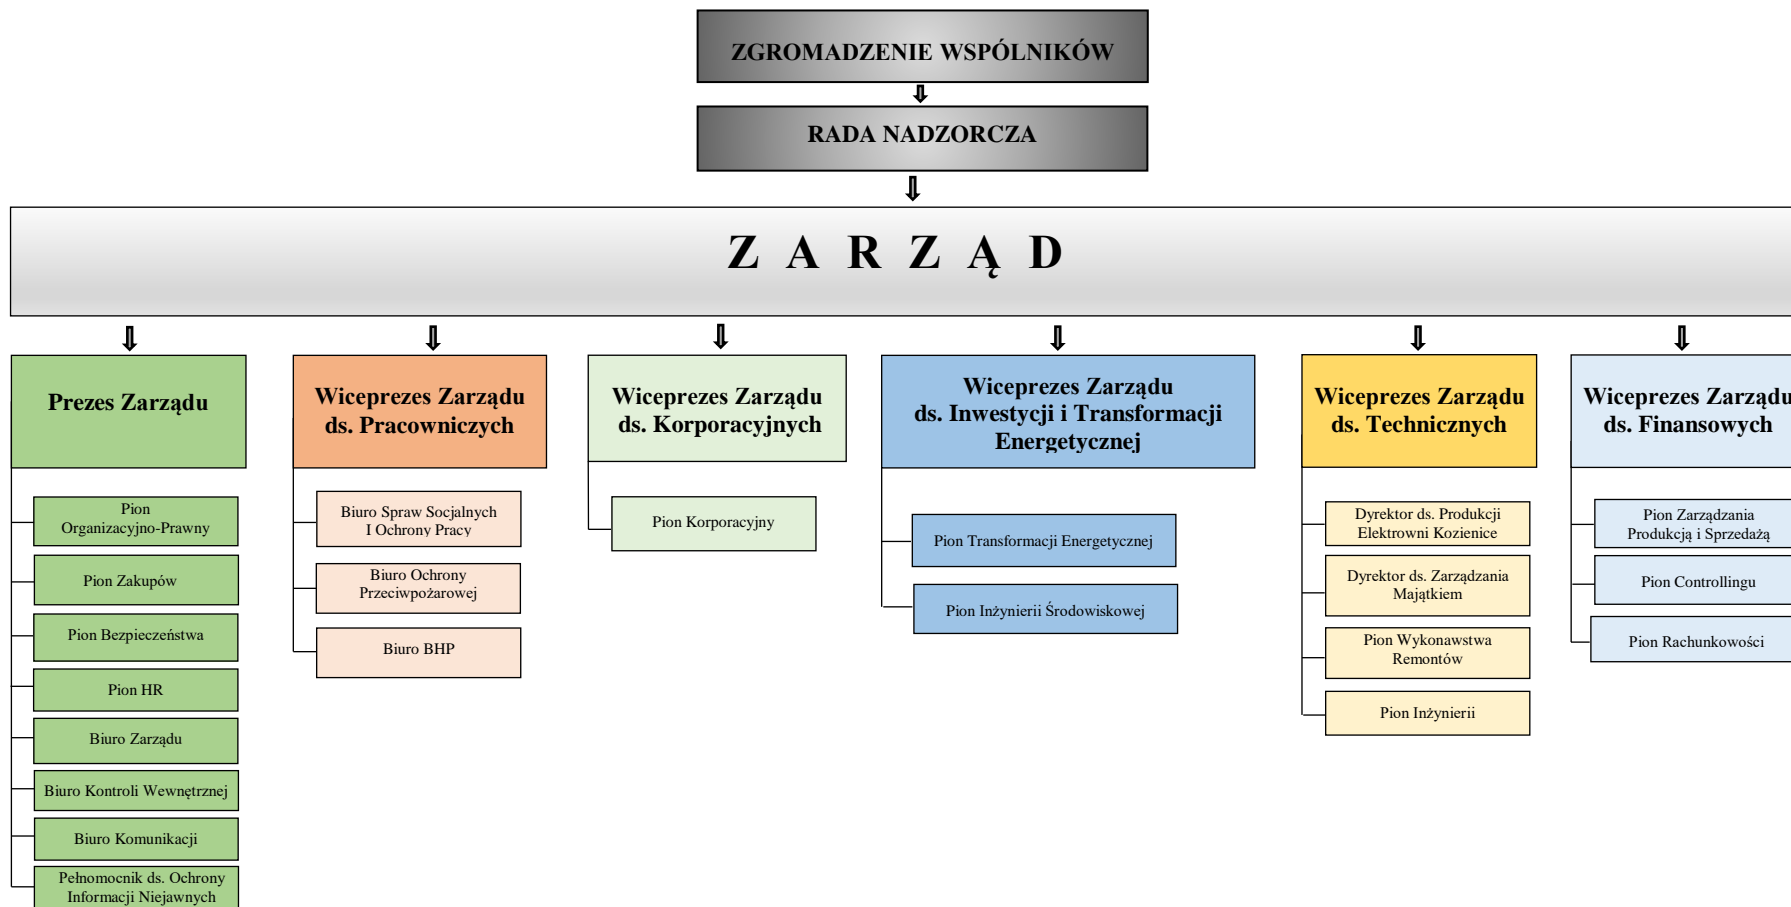 ZGROMADZENIE WSPÓLNIKÓW
RADA NADZORCZA
Z A R Z Ą D
Prezes Zarządu
Pion
Organizacyjno-Prawny
Pion Zakupów
Pion Bezpieczeństwa
Pion HR
Biuro Zarządu
Biuro Kontroli Wewnętrznej
Biuro Komunikacji
Pełnomocnik ds. Ochrony
Informacji Niejawnych
Wiceprezes Zarządu
ds. Pracowniczych
Biuro Spraw Socjalnych
I Ochrony Pracy
Biuro Ochrony
Przeciwpożarowej
Biuro BHP
Wiceprezes Zarządu
ds. Korporacyjnych
Pion Korporacyjny
Wiceprezes Zarządu
ds. Inwestycji i Transformacji
Energetycznej
Pion Transformacji Energetycznej
Pion Inżynierii Środowiskowej
Wiceprezes Zarządu
ds. Technicznych
Dyrektor ds. Produkcji
Elektrowni Kozienice
Dyrektor ds. Zarządzania
Majątkiem
Pion Wykonawstwa
Remontów
Pion Inżynierii
Wiceprezes Zarządu
ds. Finansowych
Pion Zarządzania
Produkcją i Sprzedażą
Pion Controllingu
Pion Rachunkowości